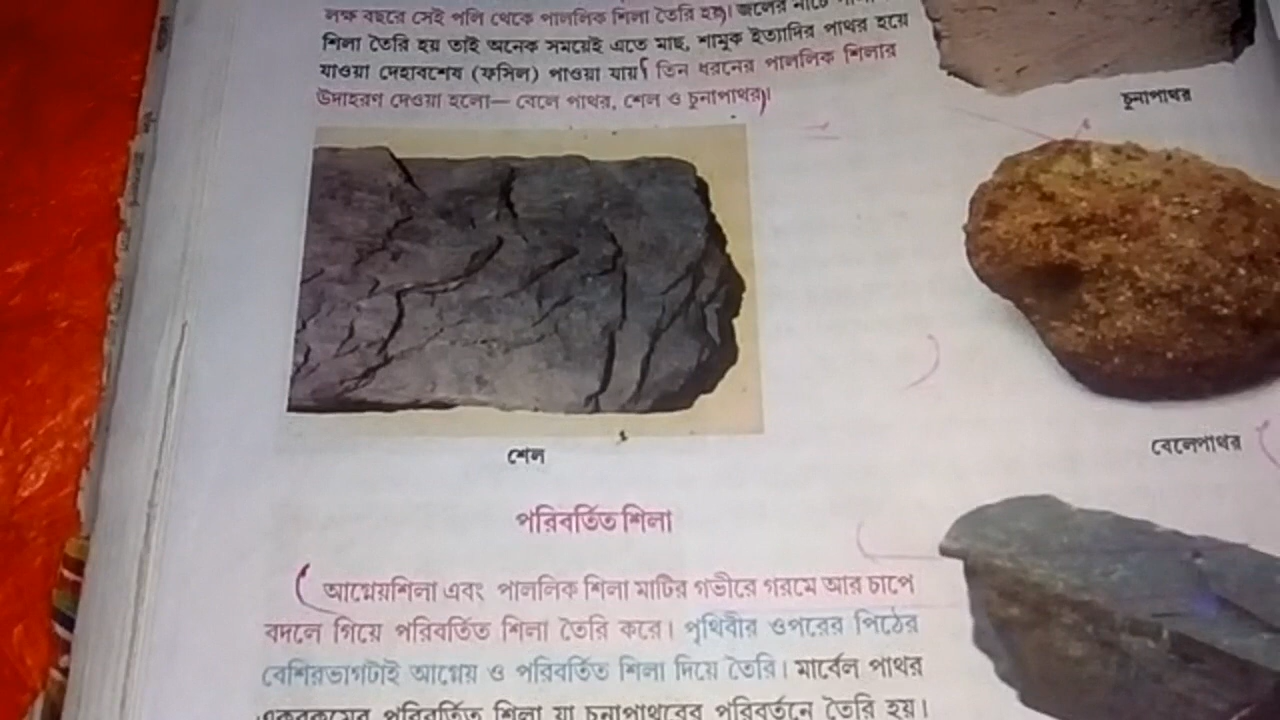 লক্ষ বছরে সেই পলি থেকে পাললিক শিলা তৈরি হয়। জলের নীচে
শিলা তৈরি হয় তাই অনেক সময়েই এতে মাছ, শামুক ইত্যাদির পাথর হয়ে
যাওয়া দেহাবশেষ (ফসিল) পাওয়া যায়। তিন ধরনের পাললিক শিলার
উদাহরণ দেওয়া হলো— বেলে পাথর, শেল ও চুনাপাথর।
চুনাপাথর
শেল
বেলেপাথর
পরিবর্তিত শিলা
আগ্নেয়শিলা এবং পাললিক শিলা মাটির গভীরে গরমে আর চাপে
বদলে গিয়ে পরিবর্তিত শিলা তৈরি করে। পৃথিবীর ওপরের পিঠের
বেশিরভাগটাই আগ্নেয় ও পরিবর্তিত শিলা দিয়ে তৈরি। মার্বেল পাথর
একরকমের পরিবর্তিত শিলা যা চুনাপাথরের পরিবর্তনে তৈরি হয়।